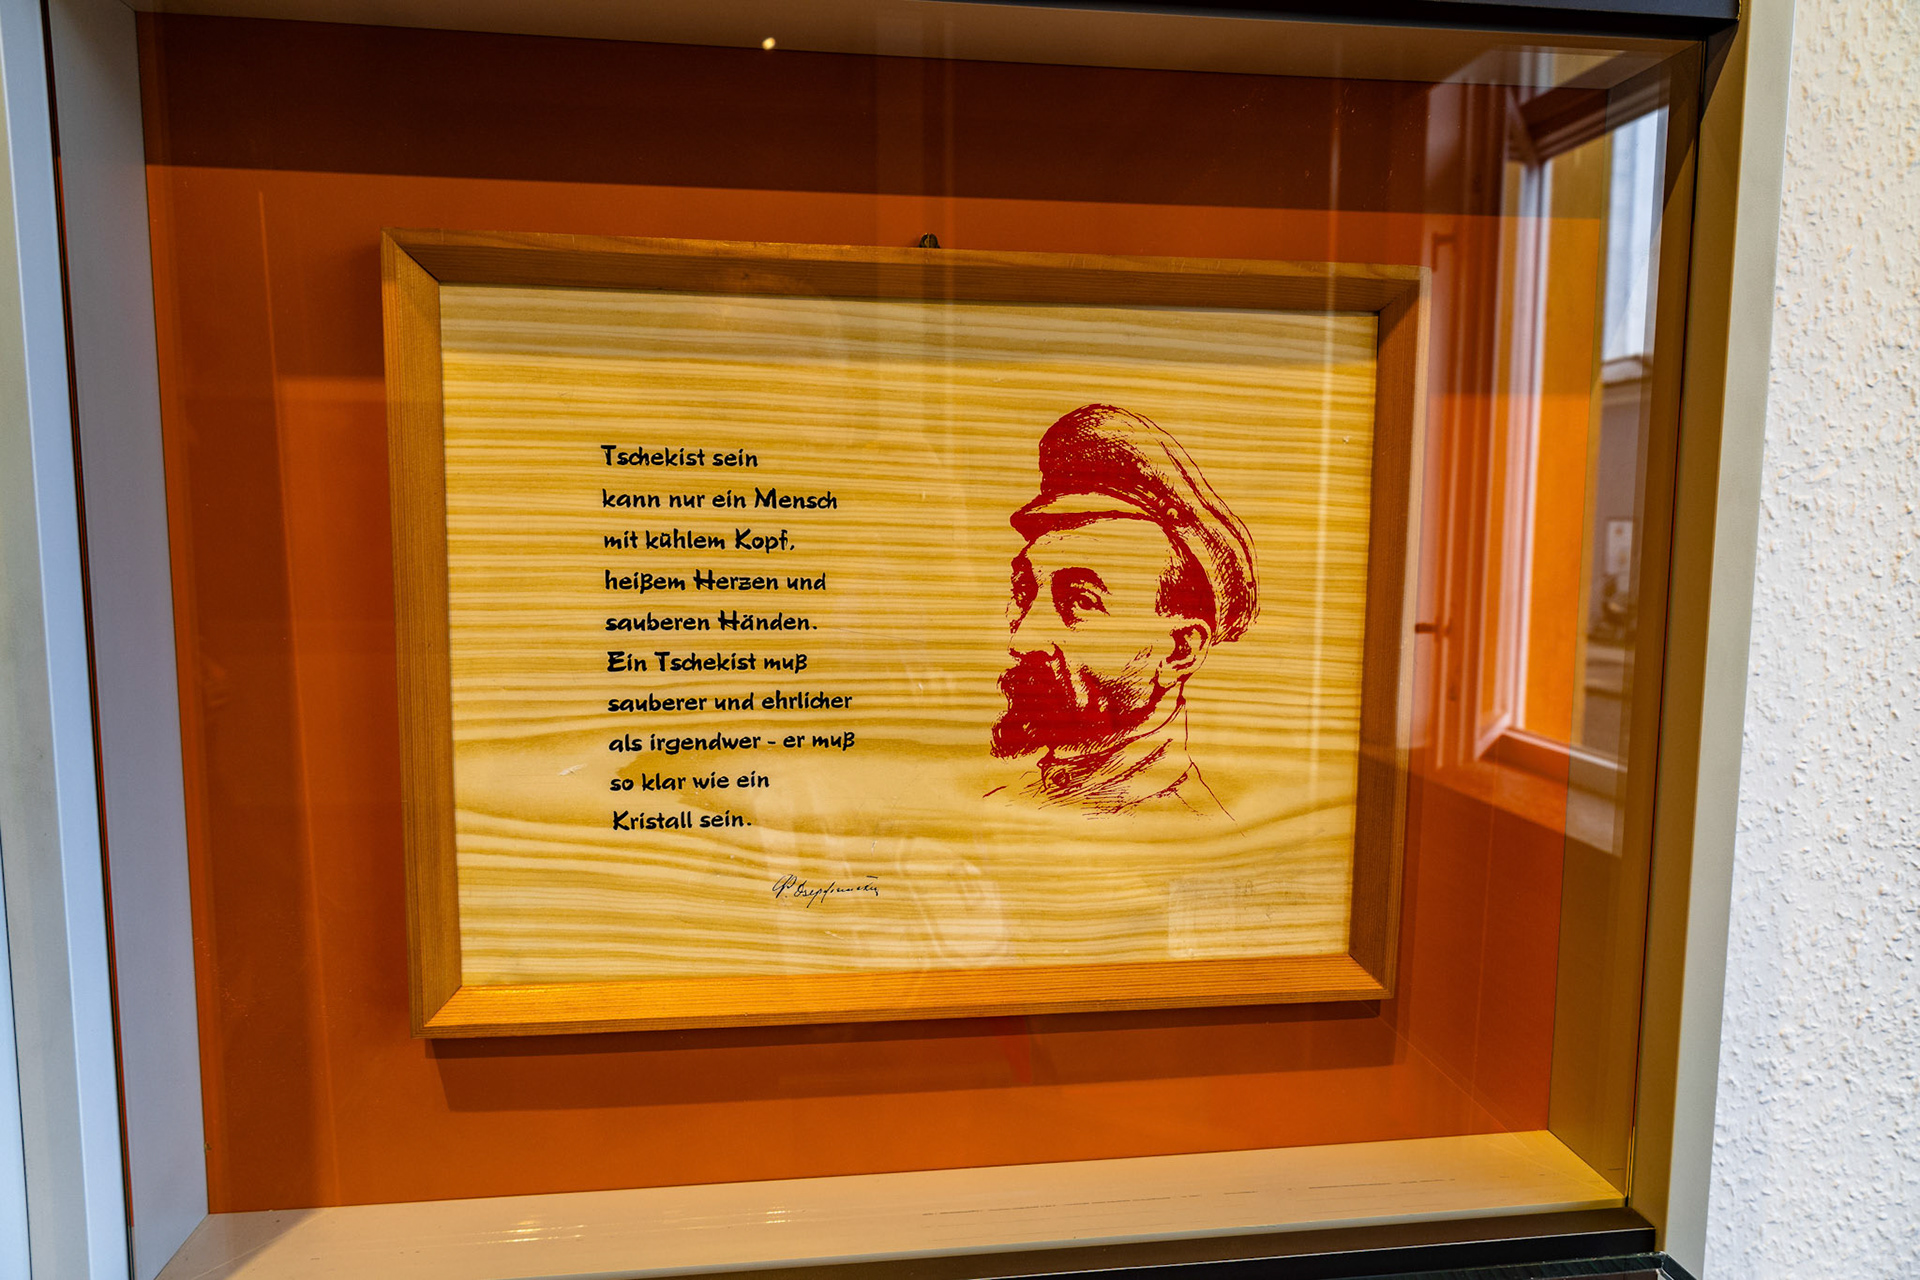 Tschekist sein
kann nur ein Mensch
mit kühlem Kopf,
heißem Herzen und
sauberen Händen.
Ein Tschekist muß
sauberer und ehrlicher
als irgendwer - er muß
so klar wie ein
Kristall sein.